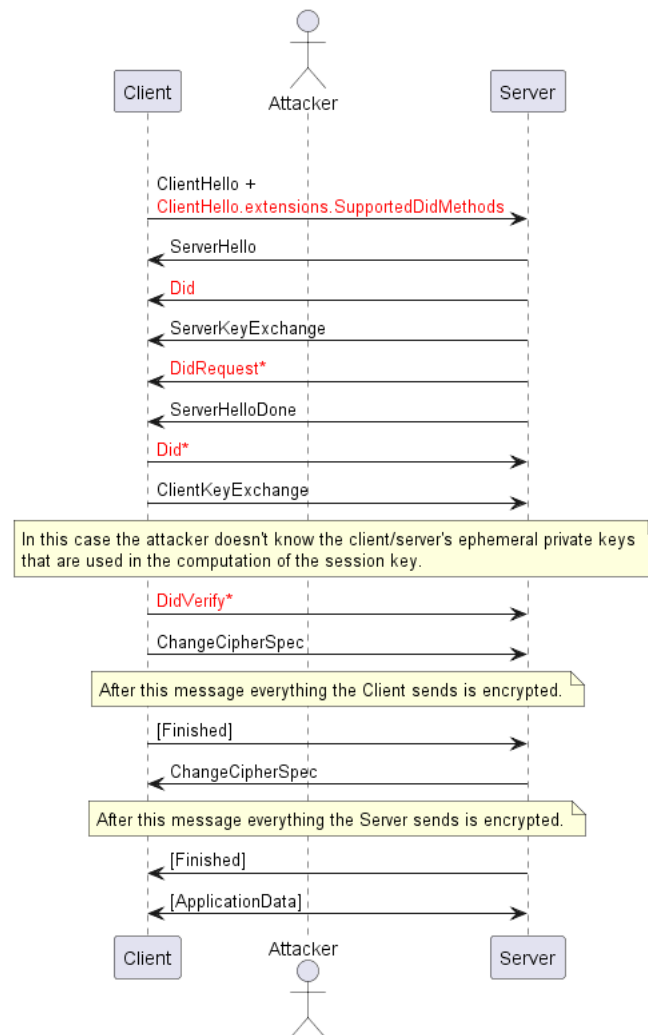 Attacker
Client
Server
ClientHello +
ClientHello.extensions.SupportedDidMethods
ServerHello
Did
ServerKeyExchange
DidRequest*
ServerHelloDone
Did*
ClientKeyExchange
In this case the attacker doesn't know the client/server's ephemeral private keys
that are used in the computation of the session key.
DidVerify*
ChangeCipherSpec
After this message everything the Client sends is encrypted.
[Finished]
ChangeCipherSpec
After this message everything the Server sends is encrypted.
[Finished]
[ApplicationData]
Client
Attacker
Server